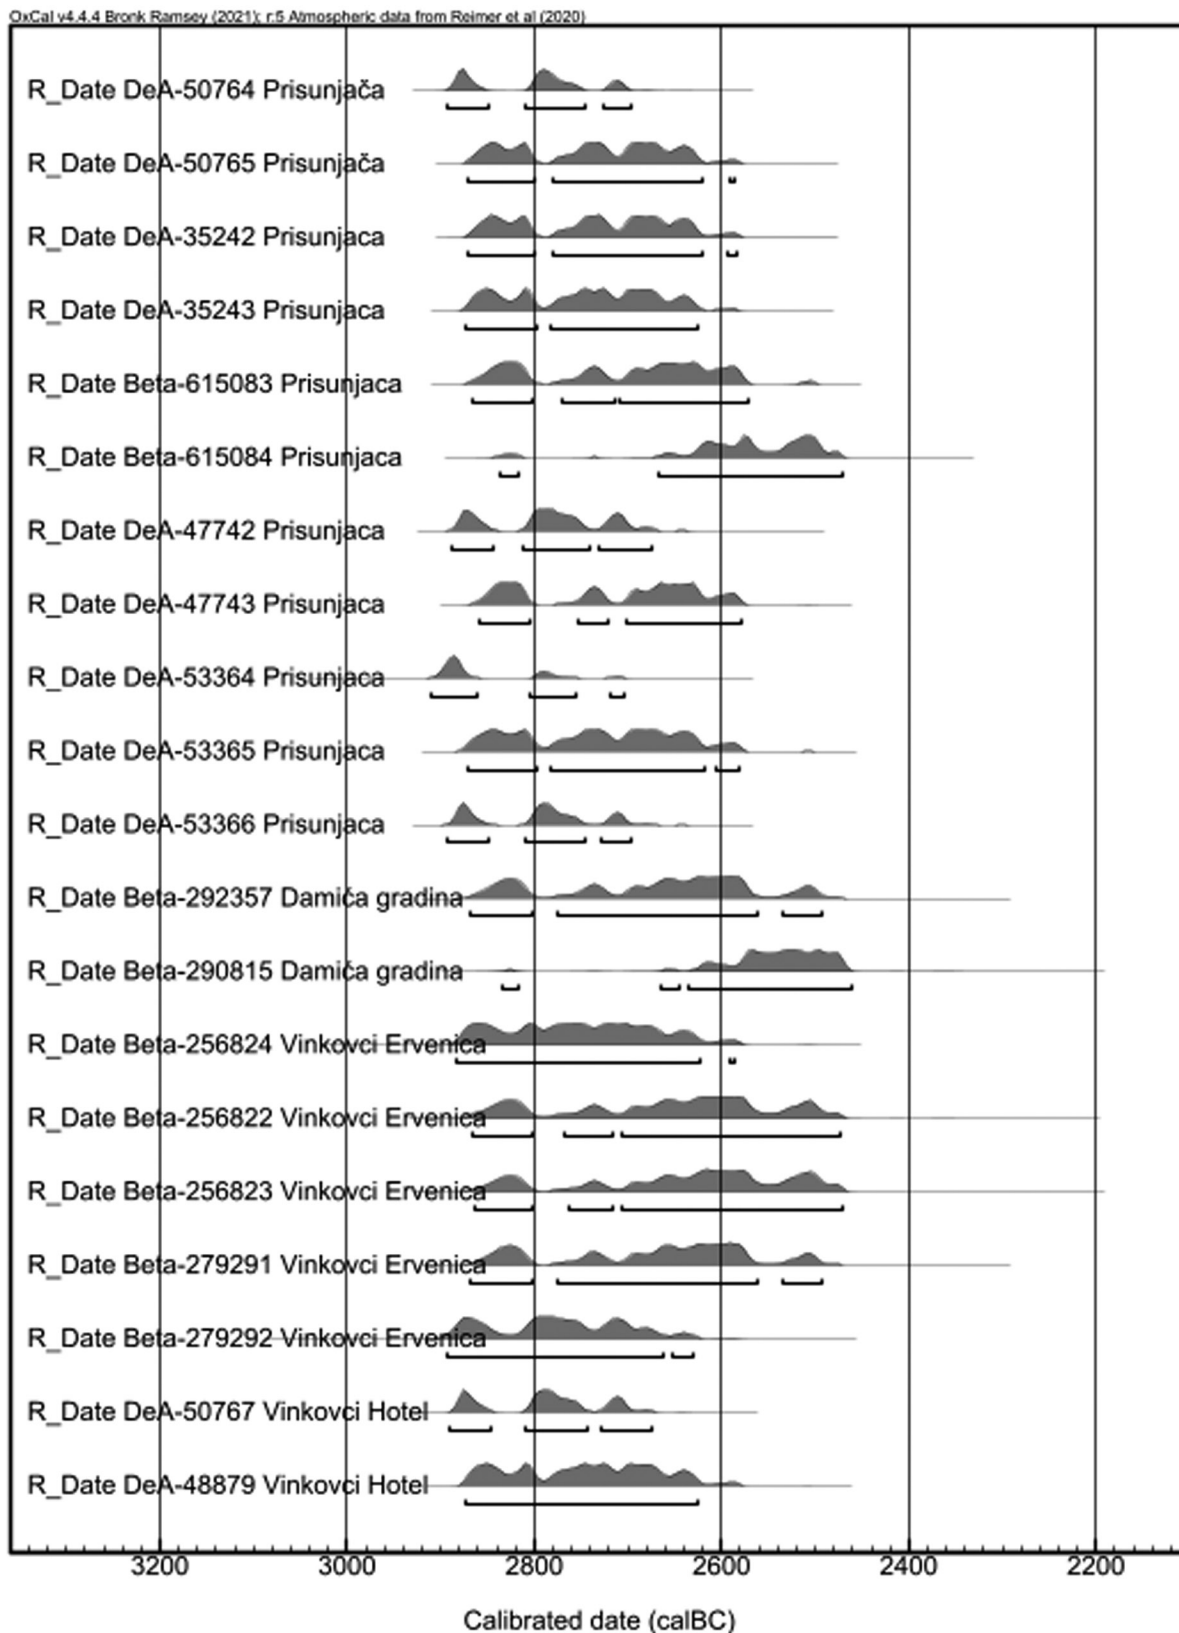 OxCal v4.4.4 Bronk Ramsey (2021); r:5 Atmospheric data from Reimer et al (2020)
R_Date DeA-50764 Prisunjača
R_Date DeA-50765 Prisunjača
R_Date DeA-35242 Prisunjaca
R_Date DeA-35243 Prisunjaca
R_Date Beta-615083 Prisunjaca
R_Date Beta-615084 Prisunjaca
R_Date DeA-47742 Prisunjaca
R_Date DeA-47743 Prisunjaca
R_Date DeA-53364 Prisunjaca
R_Date DeA-53365 Prisunjaca
R_Date DeA-53366 Prisunjaca
R_Date Beta-292357 Damića gradina
R_Date Beta-290815 Damića gradina
R_Date Beta-256824 Vinkovci Ervenica
R_Date Beta-256822 Vinkovci Ervenica
R_Date Beta-256823 Vinkovci Ervenica
R_Date Beta-279291 Vinkovci Ervenica
R_Date Beta-279292 Vinkovci Ervenica
R_Date DeA-50767 Vinkovci Hotel
R_Date DeA-48879 Vinkovci Hotel
3200 3000 2800 2600 2400 2200
Calibrated date (calBC)